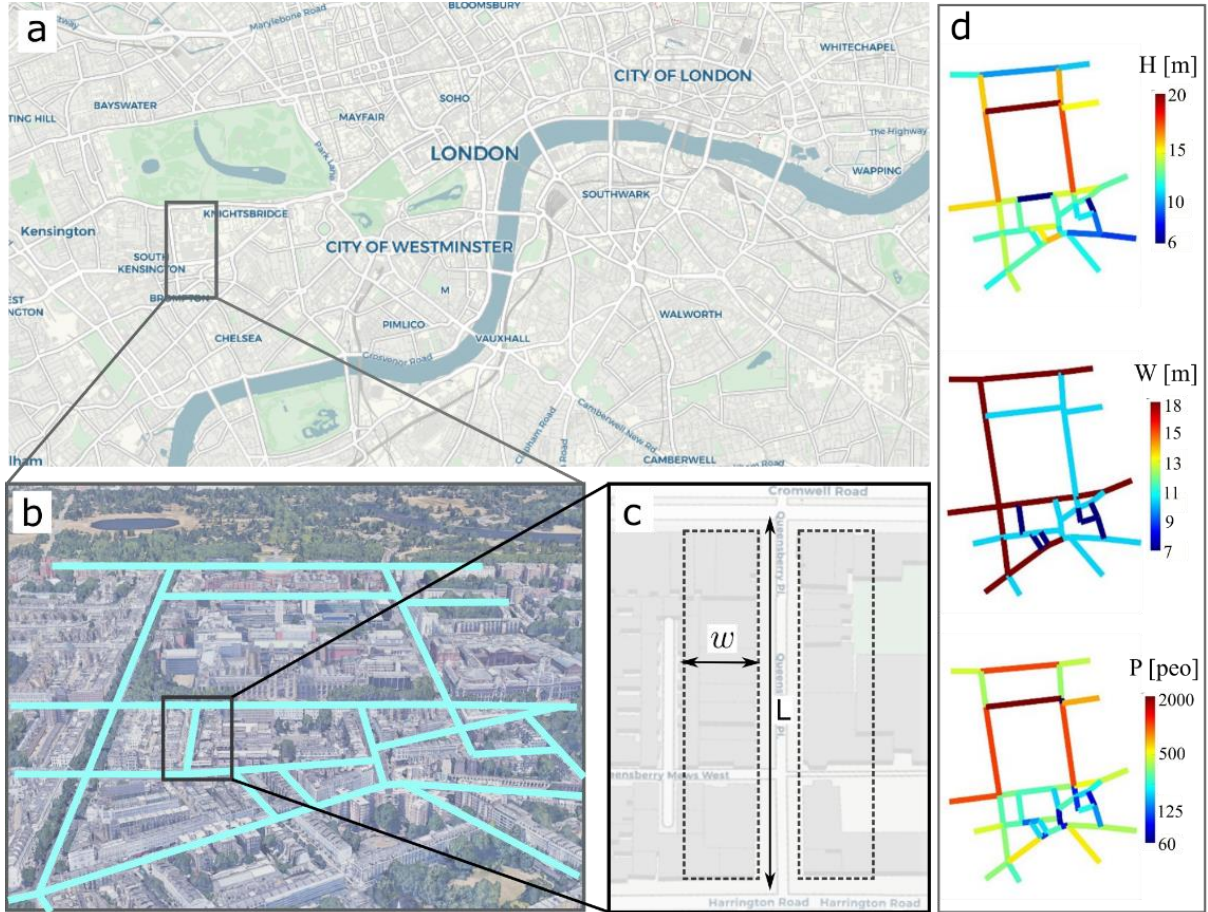 a
BLOOMSBURY
Marylebone Road
WHITECHAPEL
CITY OF LONDON
BAYSWATER
SOHO
TING HILL
MAYFAIR
The Highway
Park Lane
LONDON
WAPPING
SOUTHWARK
KNIGHTSBRIDGE
Kensington
CITY OF WESTMINSTER
SOUTH
KENSINGTON
M
BROMPTON
EST
NGTON
PIMLICO
WALWORTH
CHELSEA
VAUXHALL
Grosvenor Road
Clapham Road
Camberwell New Rd.
lham
CAMBERWELL
b
c
Cromwell Road
Queensberry Pl.
w
L
eensberry Mews West
Harrington Road Harrington Road
d
H [m]
20
15
10
6
W [m]
18
16
15
13
11
9
7
P [peo]
2000
500
125
60